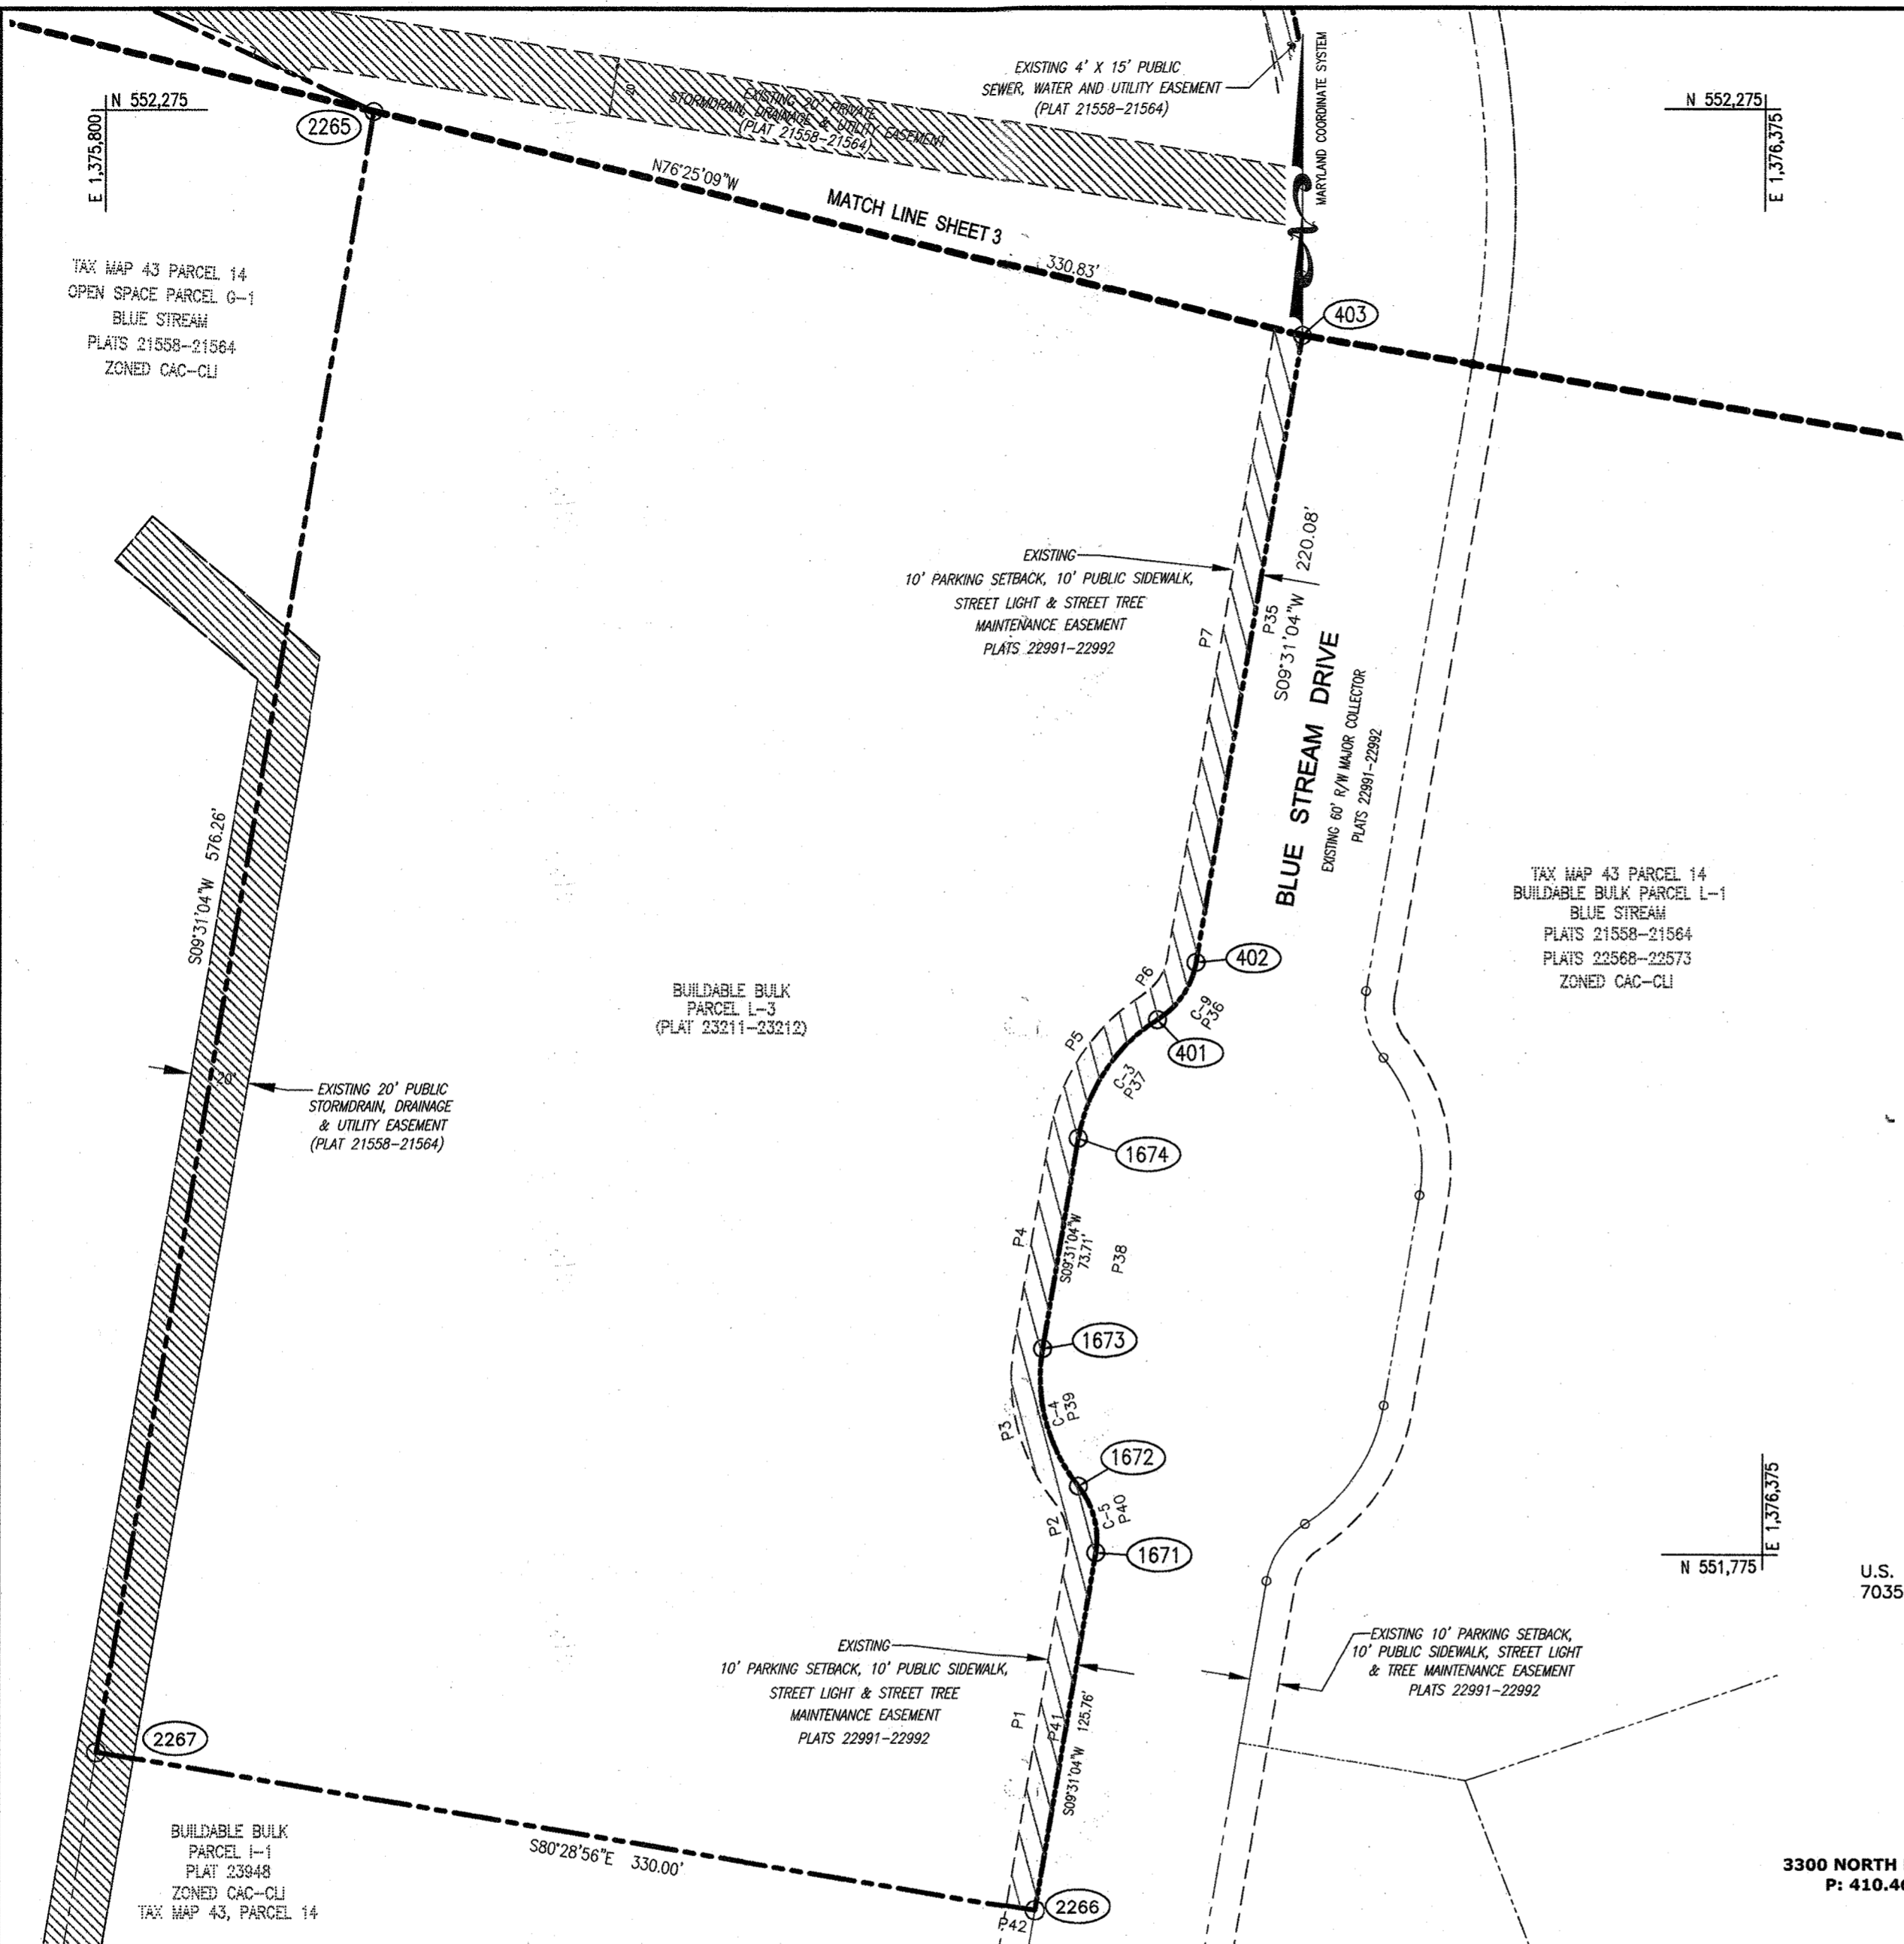 EXISTING 4' X 15' PUBLIC
SEWER, WATER AND UTILITY EASEMENT
(PLAT 21558-21564)
MARYLAND COORDINATE SYSTEM
N 552,275
E 1,375,800
2265
20'
EXISTING 20' PRIVATE
STORMDRAIN, DRAINAGE & UTILITY EASEMENT
(PLAT 21558-21564)
N 552,275
E 1,376,375
N76°25'09"W
MATCH LINE SHEET 3
330.83'
403
TAX MAP 43 PARCEL 14
OPEN SPACE PARCEL G-1
BLUE STREAM
PLATS 21558-21564
ZONED CAC-CLI
EXISTING
10' PARKING SETBACK, 10' PUBLIC SIDEWALK,
STREET LIGHT & STREET TREE
MAINTENANCE EASEMENT
PLATS 22991-22992
P7
P35
S09°31'04"W 220.08'
BLUE STREAM DRIVE
EXISTING 60' R/W MAJOR COLLECTOR
PLATS 22991-22992
S09°31'04"W 576.26'
TAX MAP 43 PARCEL 14
BUILDABLE BULK PARCEL L-1
BLUE STREAM
PLATS 21558-21564
PLATS 22568-22573
ZONED CAC-CLI
BUILDABLE BULK
PARCEL L-3
(PLAT 23211-23212)
402
P6
C-9
P36
401
P5
C-3
P37
20'
EXISTING 20' PUBLIC
STORMDRAIN, DRAINAGE
& UTILITY EASEMENT
(PLAT 21558-21564)
1674
P4
S09°31'04"W
73.71'
P38
1673
P3
C-4
P39
1672
P2
C-5
P40
1671
E 1,376,375
N 551,775
U.S.
7035
EXISTING
10' PARKING SETBACK, 10' PUBLIC SIDEWALK,
STREET LIGHT & STREET TREE
MAINTENANCE EASEMENT
PLATS 22991-22992
EXISTING 10' PARKING SETBACK,
10' PUBLIC SIDEWALK, STREET LIGHT
& TREE MAINTENANCE EASEMENT
PLATS 22991-22992
P1
P41
S09°31'04"W 125.76'
2267
S80°28'56"E 330.00'
BUILDABLE BULK
PARCEL I-1
PLAT 23948
ZONED CAC-CLI
TAX MAP 43, PARCEL 14
2266
P42
3300 NORTH
P: 410.4